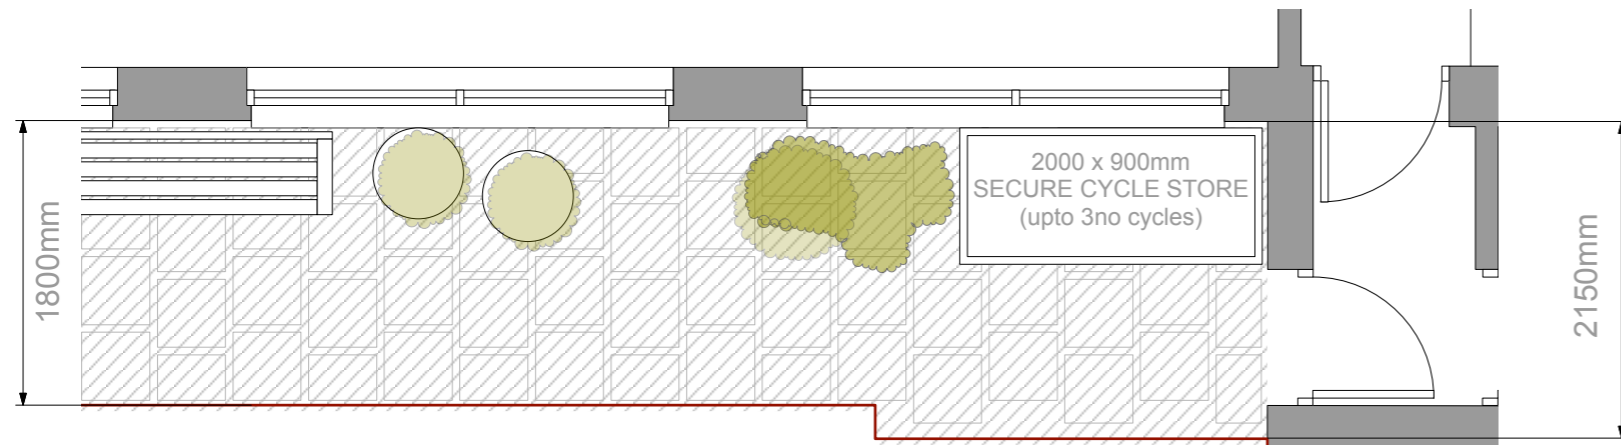 1800mm
2000 x 900mm
SECURE CYCLE STORE
(upto 3no cycles)
2150mm